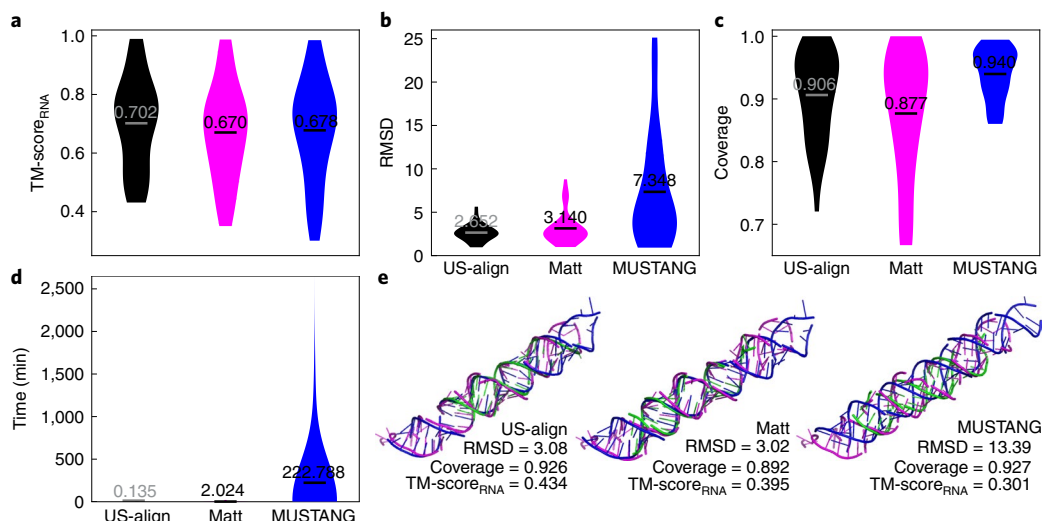 a
1.0
0.8
0.6
0.4
TM-scoreRNA
0.702
0.670
0.678
b
25
20
15
10
5
0
RMSD
2.652
3.140
7.348
US-align Matt MUSTANG
c
1.0
0.9
0.8
0.7
Coverage
0.906
0.877
0.940
US-align Matt MUSTANG
d
2,500
2,000
1,500
1,000
500
0
Time (min)
0.135
2.024
222.788
US-align Matt MUSTANG
e
US-align
RMSD = 3.08
Coverage = 0.926
TM-scoreRNA = 0.434
Matt
RMSD = 3.02
Coverage = 0.892
TM-scoreRNA = 0.395
MUSTANG
RMSD = 13.39
Coverage = 0.927
TM-scoreRNA = 0.301